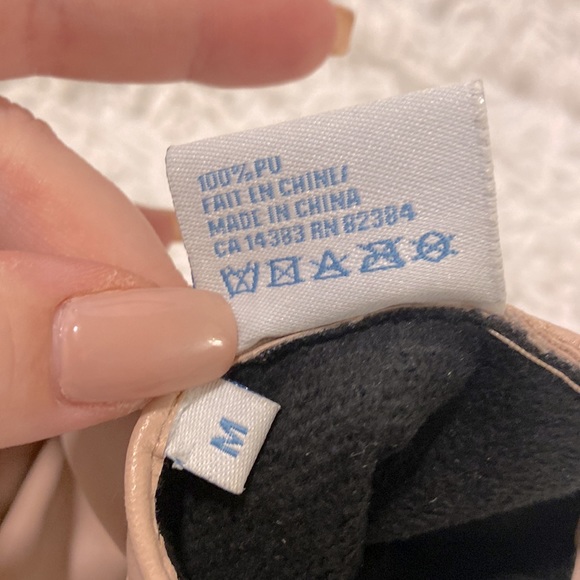 100% PU
FAIT EN CHINE
MADE IN CHINA
CA 14383 RN 82384
M